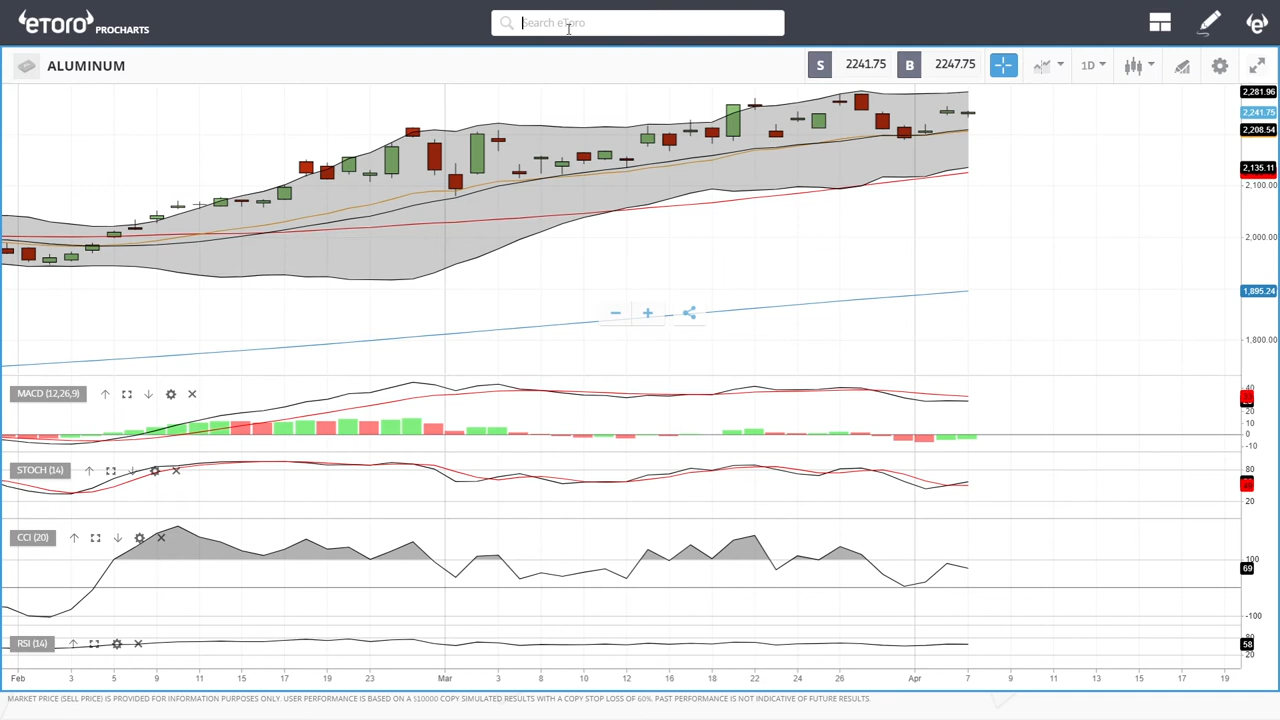 eToro PROCHARTS
Search eToro
ALUMINUM
S 2241.75 B 2247.75 1D
2,281.96
2,241.75
2,208.54
2,135.11
2,100.00
2,000.00
1,895.24
1,800.00
MACD (12,26,9)
40
20
10
0
-10
STOCH (14)
80
20
CCI (20)
100
69
-100
RSI (14)
80
58
20
Feb 3 5 9 11 15 17 19 23 Mar 3 5 8 10 12 16 18 22 24 26 Apr 7 9 11 13 15 17 19
MARKET PRICE (SELL PRICE) IS PROVIDED FOR INFORMATION PURPOSES ONLY. USER PERFORMANCE IS BASED ON A $10000 COPY SIMULATED RESULTS WITH A COPY STOP LOSS OF 60%. PAST PERFORMANCE IS NOT INDICATIVE OF FUTURE RESULTS.